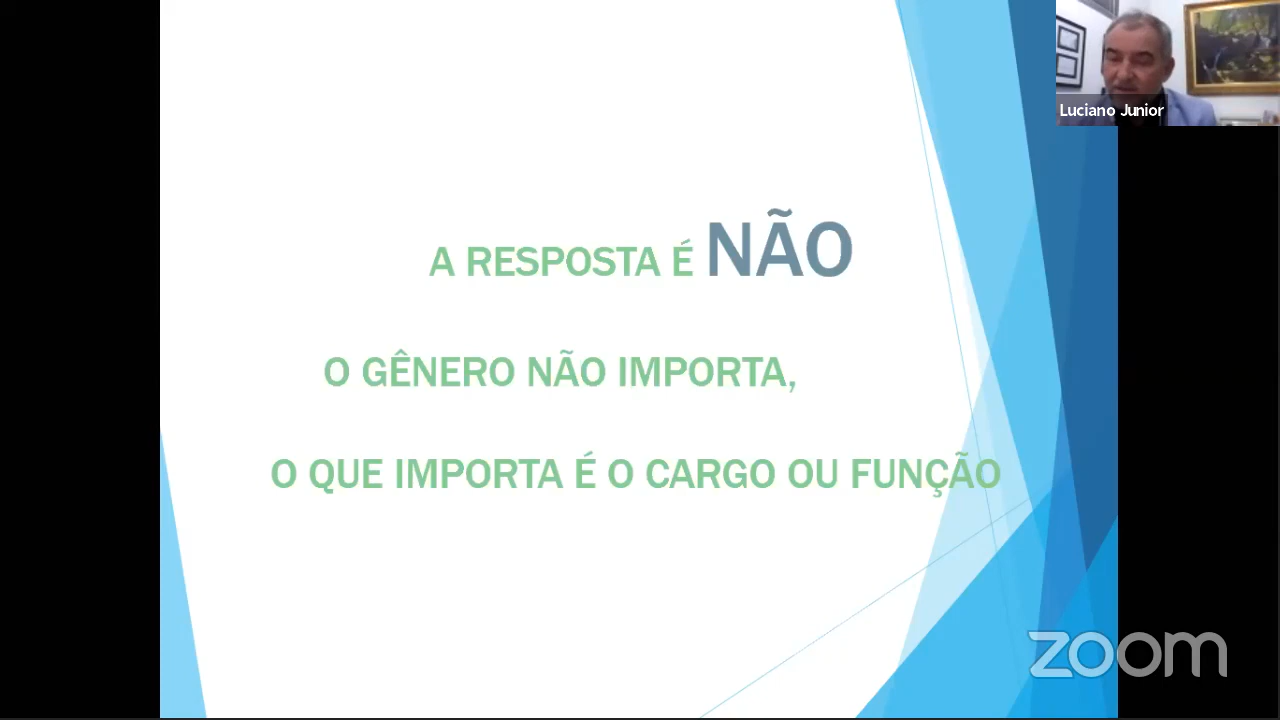 Luciano Junior
A RESPOSTA É NÃO
O GÊNERO NÃO IMPORTA,
O QUE IMPORTA É O CARGO OU FUNÇÃO
zoom